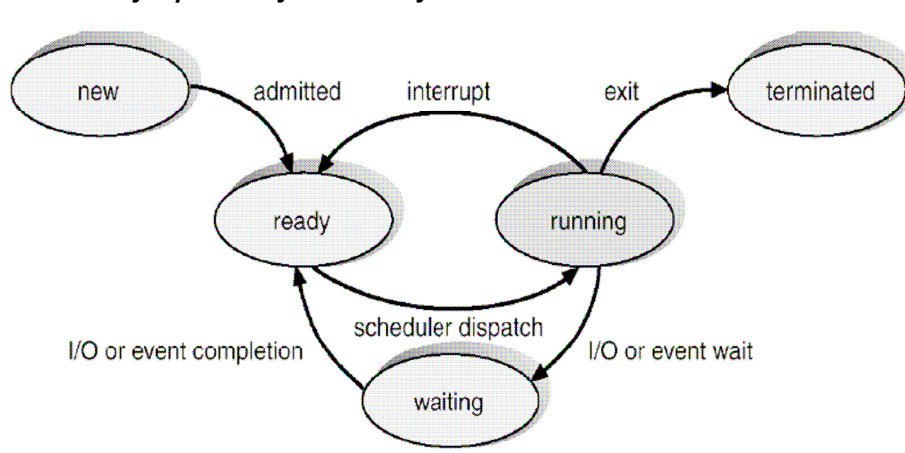 new
admitted
interrupt
exit
terminated
ready
running
scheduler dispatch
I/O or event completion
I/O or event wait
waiting